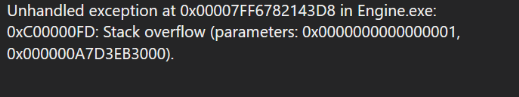 Unhandled exception at 0x00007FF6782143D8 in Engine.exe:
0xC00000FD: Stack overflow (parameters: 0x0000000000000001,
0x000000A7D3EB3000).